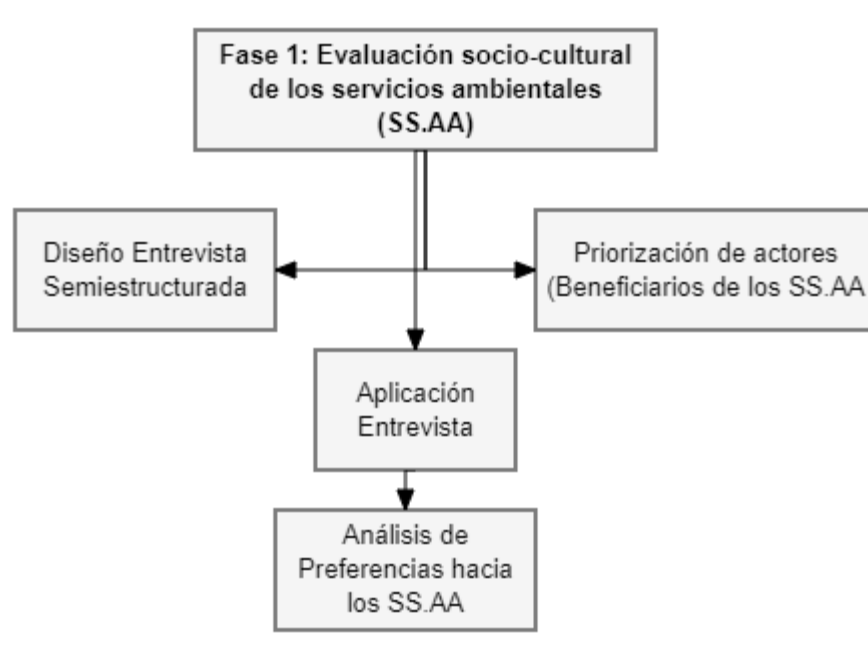 Fase 1: Evaluación socio-cultural
de los servicios ambientales
(SS.AA)
Diseño Entrevista
Semiestructurada
Priorización de actores
(Beneficiarios de los SS.AA
Aplicación
Entrevista
Análisis de
Preferencias hacia
los SS.AA